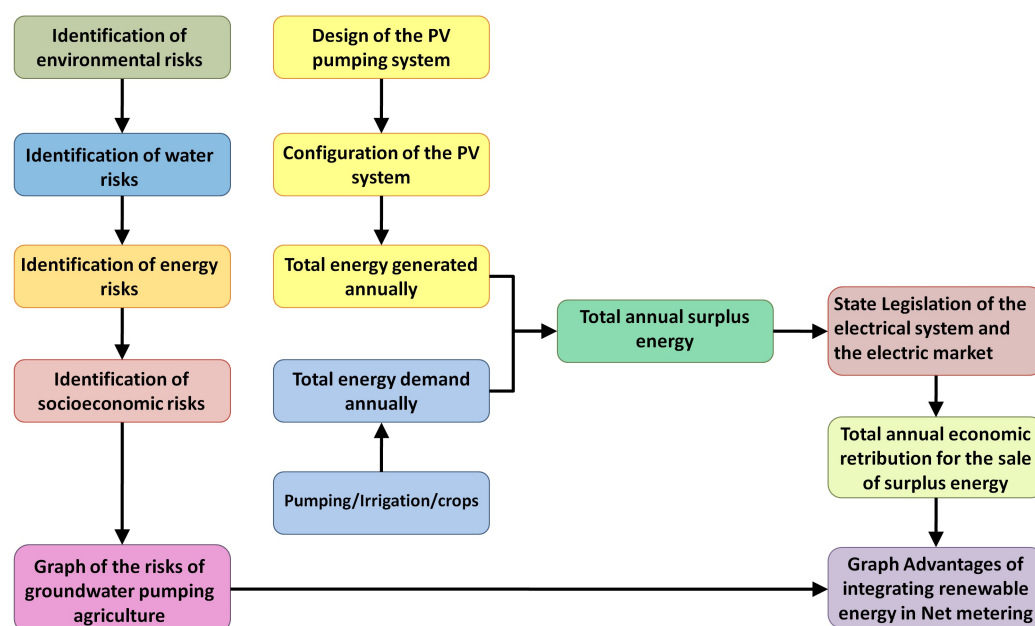 Identification of
environmental risks
Identification of water
risks
Identification of energy
risks
Identification of
socioeconomic risks
Graph of the risks of
groundwater pumping
agriculture
Design of the PV
pumping system
Configuration of the PV
system
Total energy generated
annually
Total energy demand
annually
Pumping/Irrigation/crops
Total annual surplus
energy
State Legislation of the
electrical system and
the electric market
Total annual economic
retribution for the sale
of surplus energy
Graph Advantages of
integrating renewable
energy in Net metering